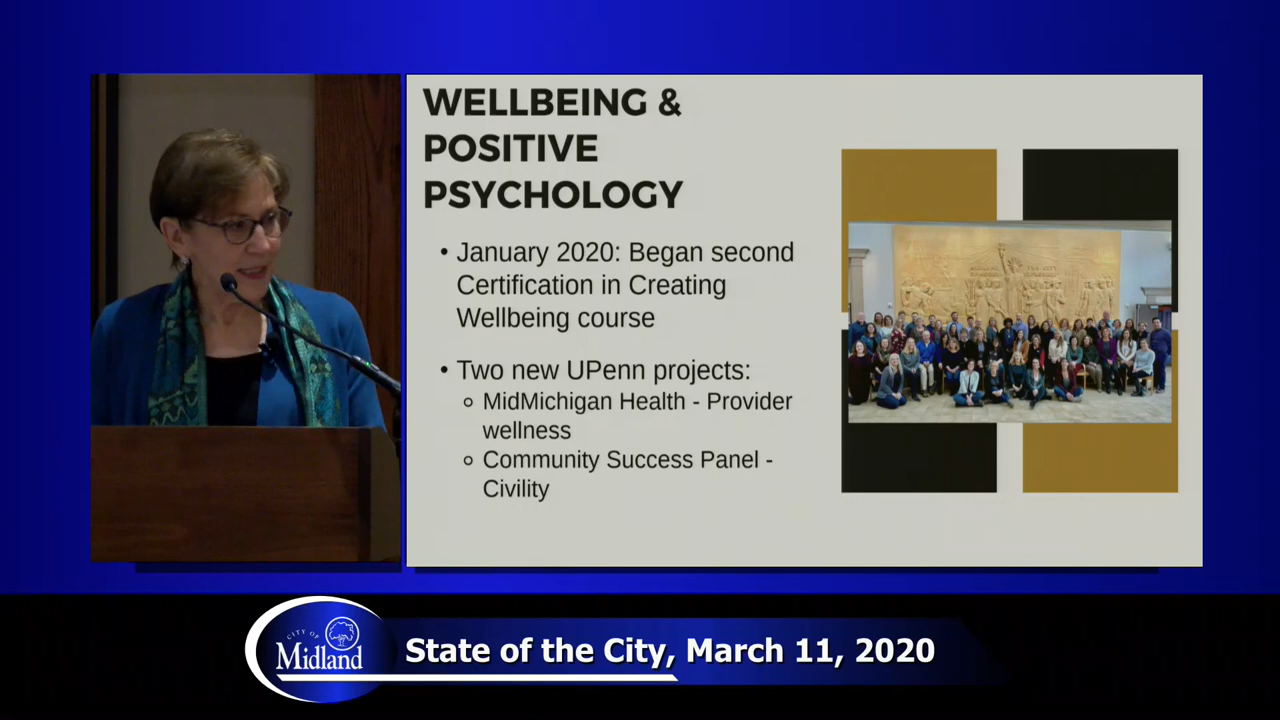 WELLBEING &
POSITIVE
PSYCHOLOGY
• January 2020: Began second
Certification in Creating
Wellbeing course
• Two new UPenn projects:
MidMichigan Health - Provider
wellness
Community Success Panel -
Civility
CITY OF
Midland
State of the City, March 11, 2020